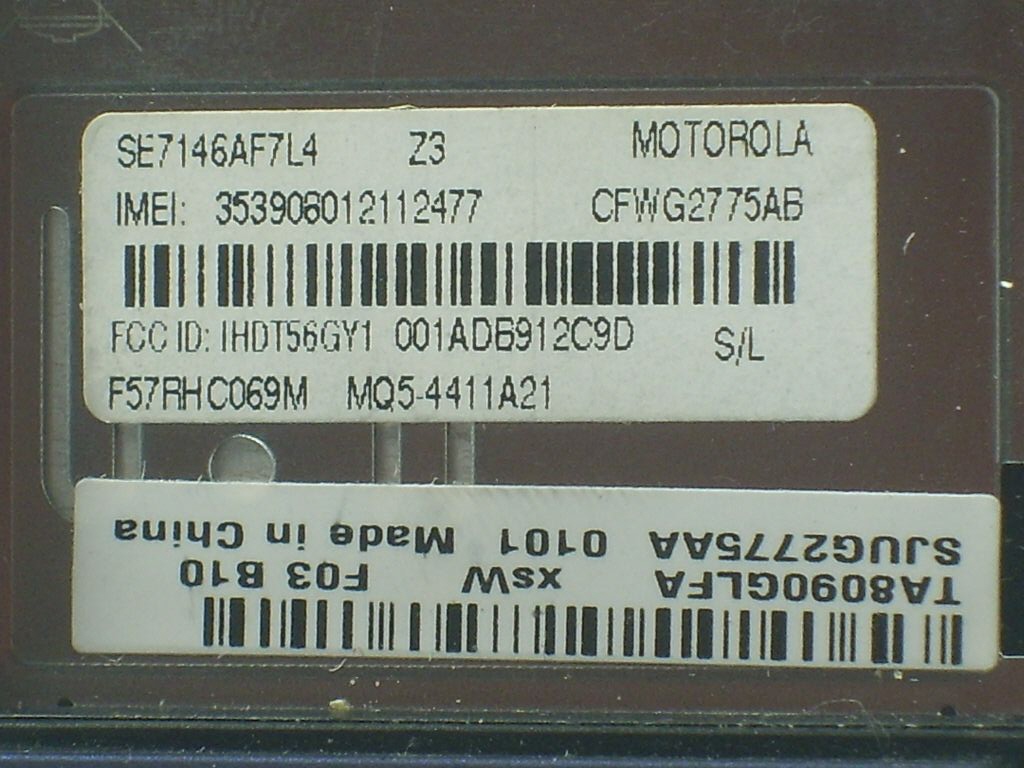 SE7146AF7L4 Z3 MOTOROLA
IMEI: 353906012112477 CFWG2775AB
FCC ID: IHDT56GY1 001ADB912C9D S/L
F57RHC069M MQ5-4411A21
TA8090GLFA xsW F03 B10
SJUG2775AA 0101 Made in China